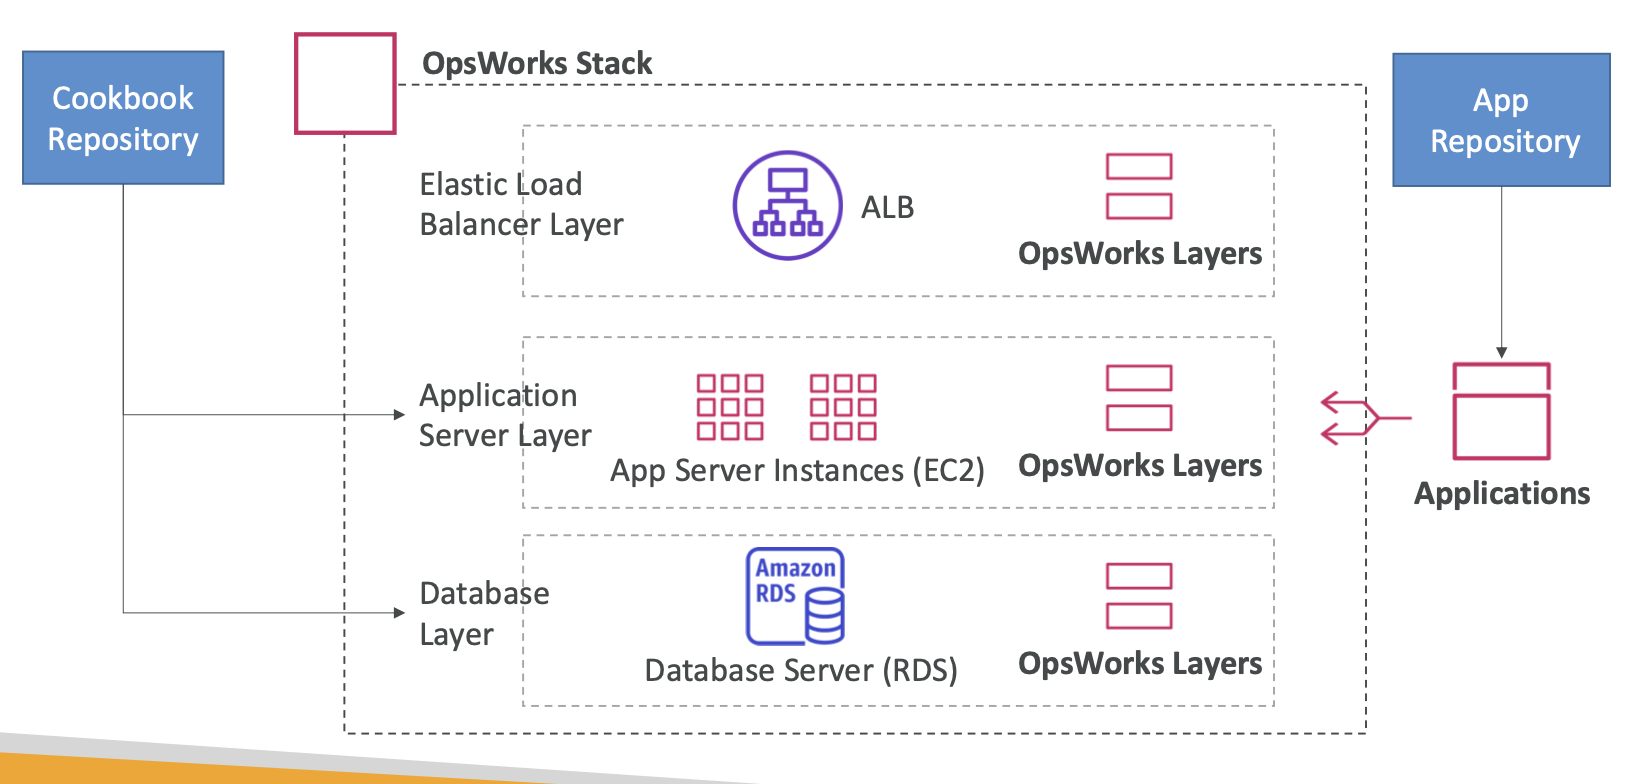 OpsWorks Stack
Cookbook
Repository
App
Repository
Elastic Load
Balancer Layer
ALB
OpsWorks Layers
Application
Server Layer
App Server Instances (EC2)
OpsWorks Layers
Applications
Database
Layer
Amazon
RDS
Database Server (RDS)
OpsWorks Layers